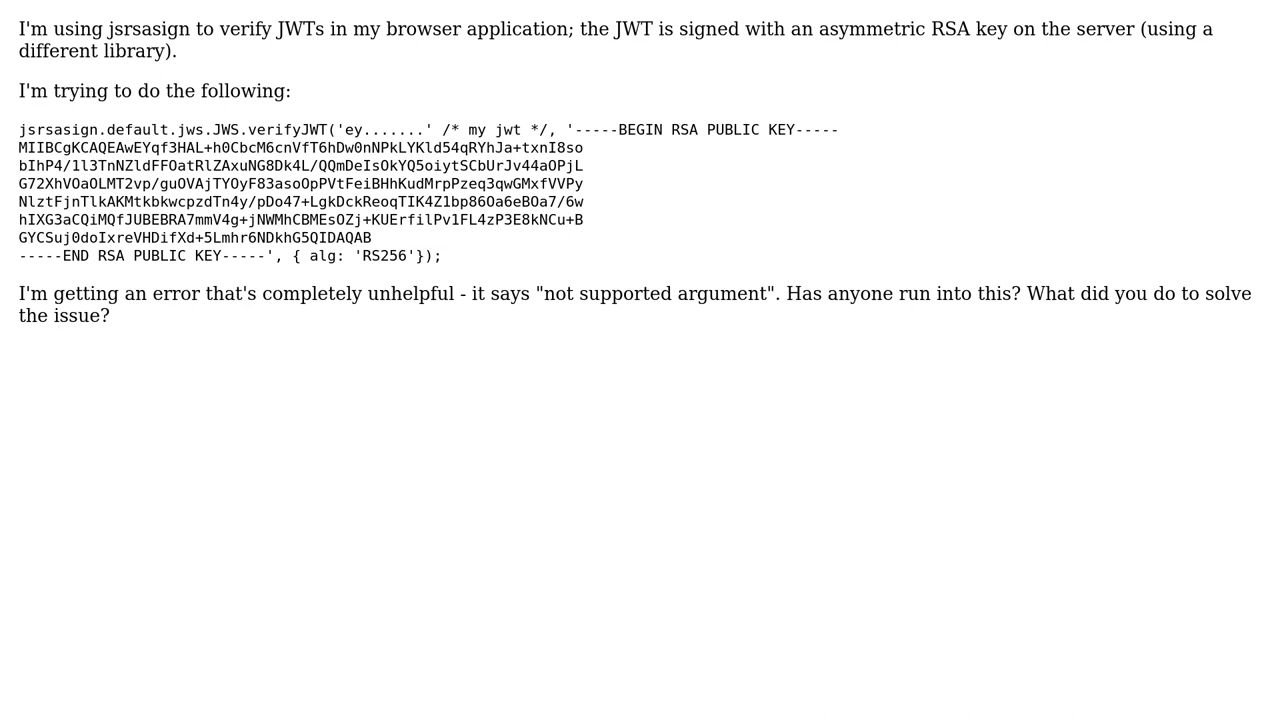 I'm using jsrsasign to verify JWTs in my browser application; the JWT is signed with an asymmetric RSA key on the server (using a
different library).
I'm trying to do the following:
jsrsasign.default.jws.JWS.verifyJWT('ey.......' /* my jwt */, '-----BEGIN RSA PUBLIC KEY-----
MIIBCgKCAQEAwEYqf3HAL+h0CbcM6cnVfT6hDw0nNPkLYKld54qRYhJa+txnI8so
bIhP4/1l3TnNZldFFOatRlZAxuNG8Dk4L/QQmDeIsOkYQ5oiytSCbUrJv44aOPjL
G72XhVOaOLMT2vp/guOVAjTYOyF83asoOpPVtFeiBHhKudMrpPzeq3qwGMxfVVPy
NlztFjnTlkAKMtkbkwcpzdTn4y/pDo47+LgkDckReoqTIK4Z1bp86Oa6eBOa7/6w
hIXG3aCQiMQfJUBEBRA7mmV4g+jNWMhCBMEsOZj+KUErfilPv1FL4zP3E8kNCu+B
GYCSuj0doIxreVHDifXd+5Lmhr6NDkhG5QIDAQAB
-----END RSA PUBLIC KEY-----', { alg: 'RS256'});
I'm getting an error that's completely unhelpful - it says "not supported argument". Has anyone run into this? What did you do to solve
the issue?